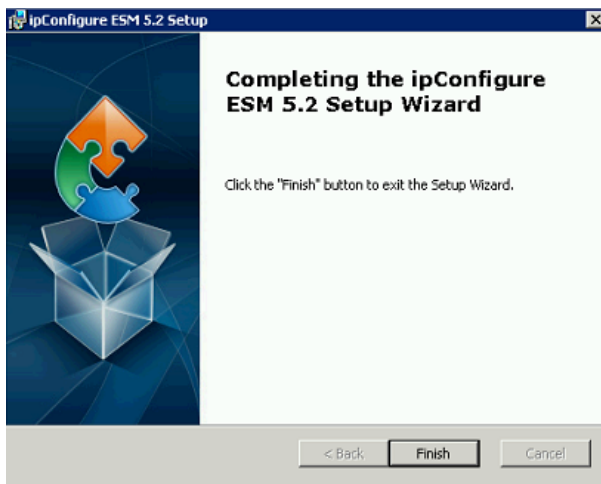 ipConfigure ESM 5.2 Setup
Completing the ipConfigure
ESM 5.2 Setup Wizard
Click the "Finish" button to exit the Setup Wizard.
< Back Finish Cancel